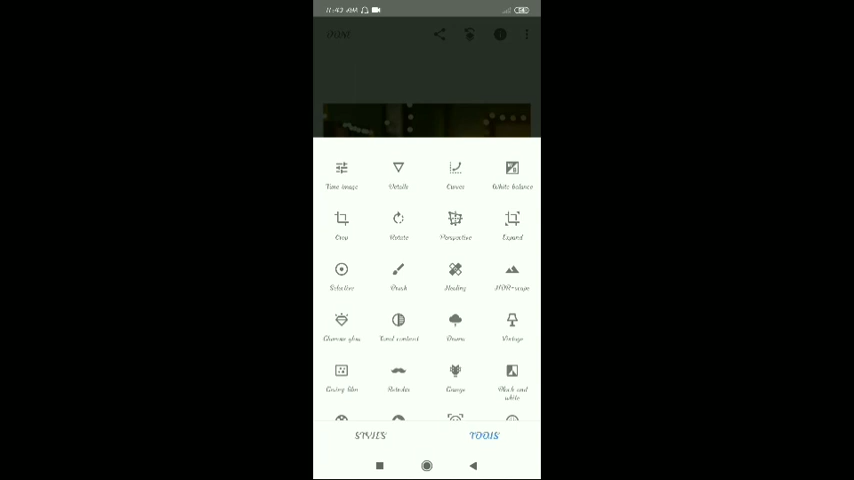 11:43 AM
DONE
Tune image Details Curves White balance
Crop Rotate Perspective Expand
Selective Brush Healing HDR-scape
Glamour glow Tonal contrast Drama Vintage
Grainy film Retrolux Grunge Black and
white
STYLES TOOLS